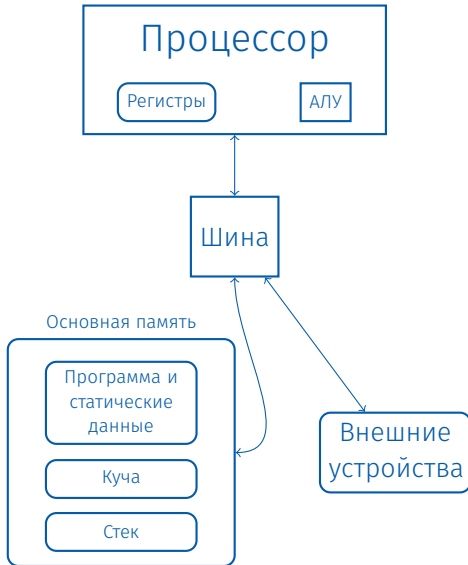 Процессор
Регистры
АЛУ
Шина
Основная память
Программа и
статические
данные
Куча
Стек
Внешние
устройства